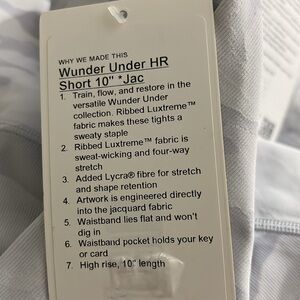 WHY WE MADE THIS
Wunder Under HR
Short 10" *Jac
1. Train, flow, and restore in the
versatile Wunder Under
collection. Ribbed Luxtreme™
fabric makes these tights a
sweaty staple
2. Ribbed Luxtreme™ fabric is
sweat-wicking and four-way
stretch
3. Added Lycra® fibre for stretch
and shape retention
4. Artwork is engineered directly
into the jacquard fabric
5. Waistband lies flat and won't
dig in
6. Waistband pocket holds your key
or card
7. High rise, 10" length